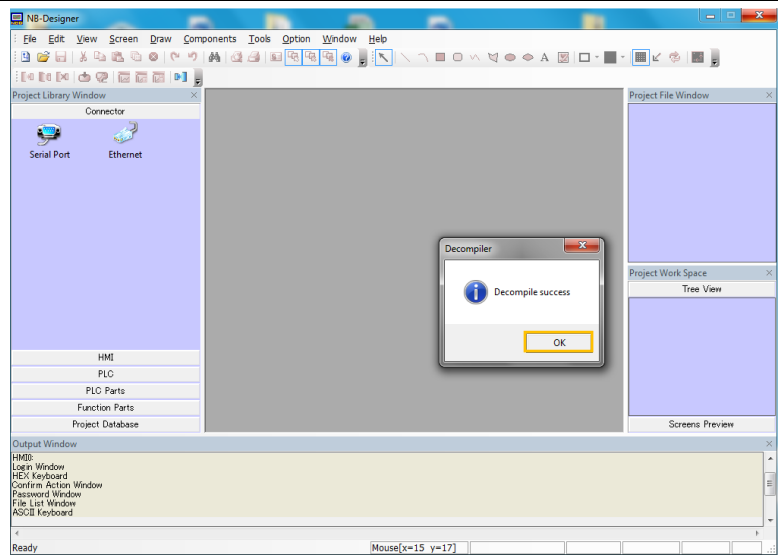 NB-Designer
File Edit View Screen Draw Components Tools Option Window Help
Project Library Window
Connector
Serial Port Ethernet
HMI
PLC
PLC Parts
Function Parts
Project Database
Decompiler
Decompile success
OK
Project File Window
Project Work Space
Tree View
Screens Preview
Output Window
HMI0:
Login Window
HEX Keyboard
Confirm Action Window
Password Window
File List Window
ASCII Keyboard
Ready Mouse[x=15 y=17]